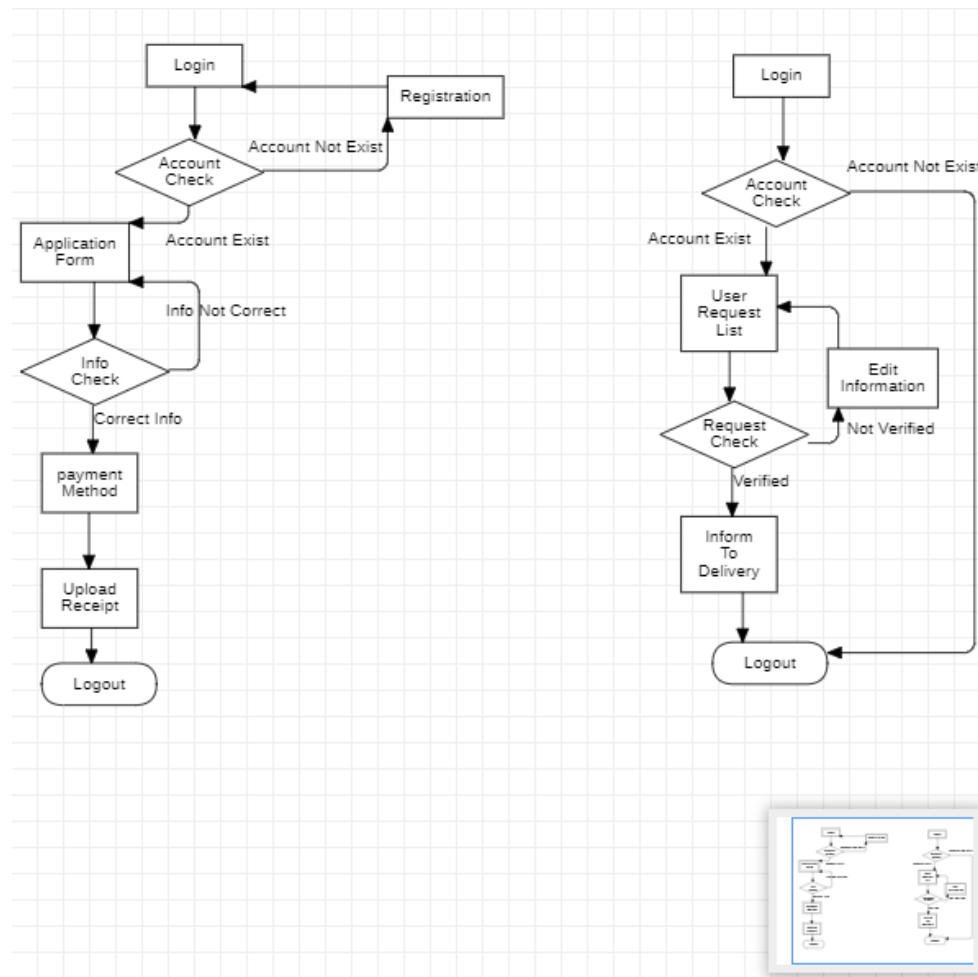 Login
Registration
Account Not Exist
Account
Check
Account Exist
Application
Form
Info Not Correct
Info
Check
Correct Info
payment
Method
Upload
Receipt
Logout
Login
Account Not Exist
Account
Check
Account Exist
User
Request
List
Edit
Information
Request
Check
Not Verified
Verified
Inform
To
Delivery
Logout